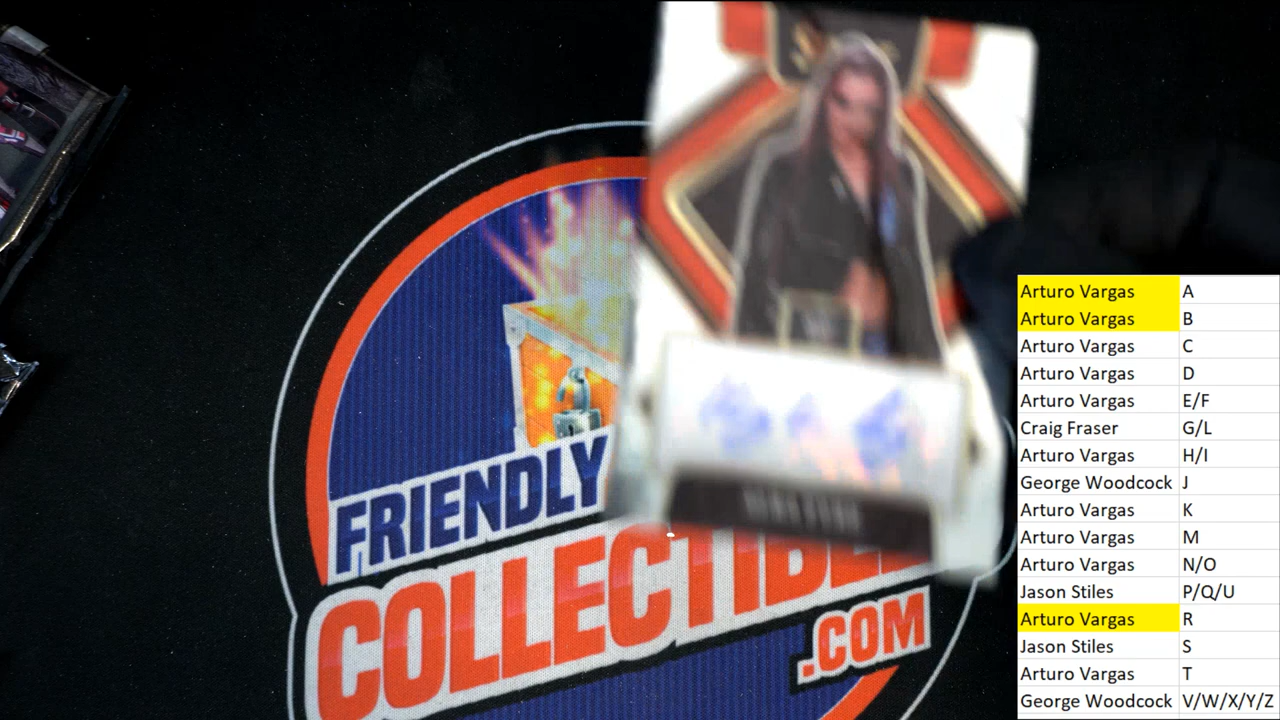 FRIENDLY
COLLECTIBLE
.COM
Arturo Vargas A
Arturo Vargas B
Arturo Vargas C
Arturo Vargas D
Arturo Vargas E/F
Craig Fraser G/L
Arturo Vargas H/I
George Woodcock J
Arturo Vargas K
Arturo Vargas M
Arturo Vargas N/O
Jason Stiles P/Q/U
Arturo Vargas R
Jason Stiles S
Arturo Vargas T
George Woodcock V/W/X/Y/Z